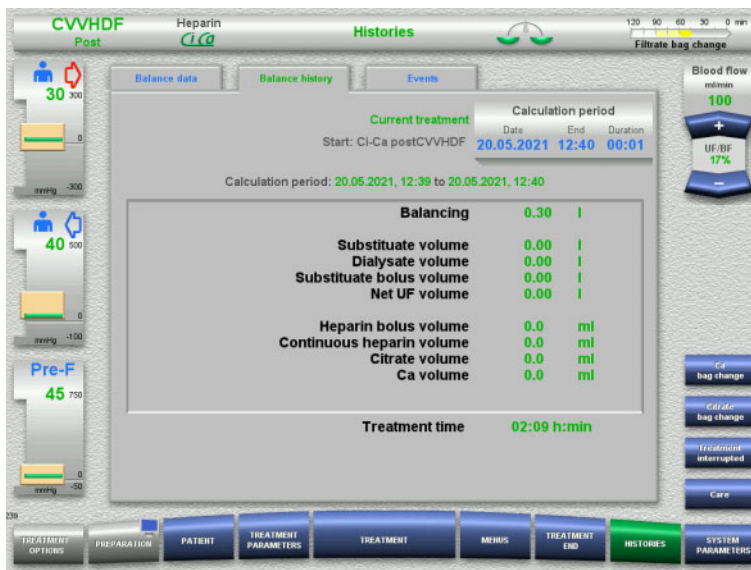 CVVHDF
Post
Heparin
Ci Ca
Histories
120 90 60 30 0 min
Filtrate bag change
30 300
0
mmHg -300
40 500
0
mmHg -100
Pre-F
45 750
0
mmHg -50
Balance data
Balance history
Events
Current treatment
Start: Ci-Ca postCVVHDF
Calculation period
Date End Duration
20.05.2021 12:40 00:01
Calculation period: 20.05.2021, 12:39 to 20.05.2021, 12:40
Balancing 0.30 l
Substituate volume 0.00 l
Dialysate volume 0.00 l
Substituate bolus volume 0.00 l
Net UF volume 0.00 l
Heparin bolus volume 0.0 ml
Continuous heparin volume 0.0 ml
Citrate volume 0.0 ml
Ca volume 0.0 ml
Treatment time 02:09 h:min
Blood flow
ml/min
100
+
UF/BF
17%
−
Ca
bag change
Citrate
bag change
Treatment
interrupted
Care
239
TREATMENT
OPTIONS
PREPARATION
PATIENT
TREATMENT
PARAMETERS
TREATMENT
MENUS
TREATMENT
END
HISTORIES
SYSTEM
PARAMETERS